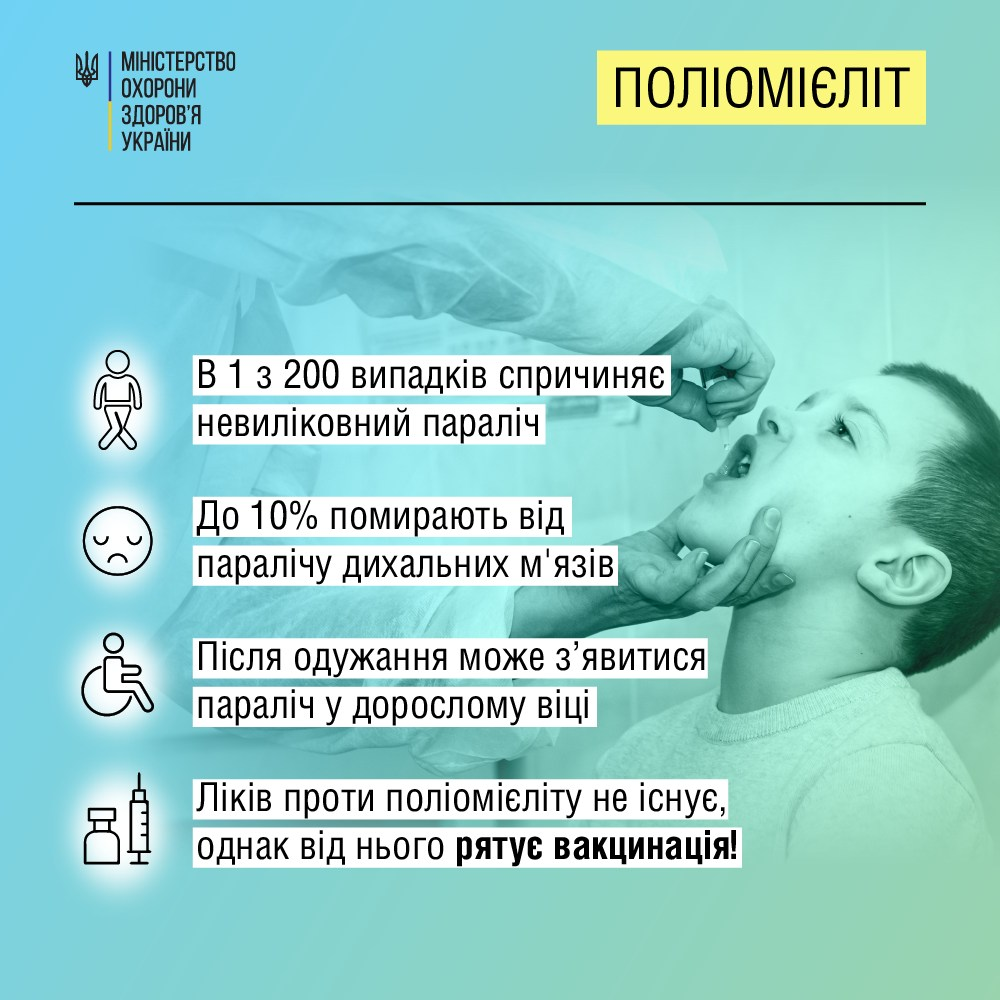 МІНІСТЕРСТВО
ОХОРОНИ
ЗДОРОВ'Я
УКРАЇНИ
ПОЛІОМІЄЛІТ
В 1 з 200 випадків спричиняє
невиліковний параліч
До 10% помирають від
паралічу дихальних м'язів
Після одужання може з’явитися
параліч у дорослому віці
Ліків проти поліомієліту не існує,
однак від нього рятує вакцинація!